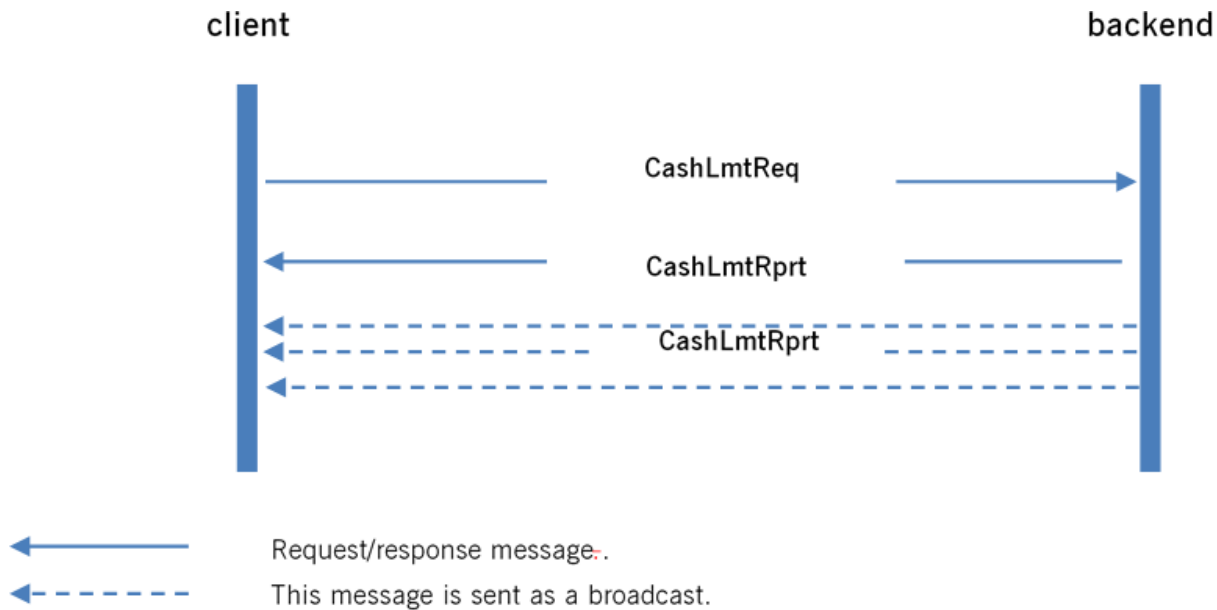 client
backend
CashLmtReq
CashLmtRprt
CashLmtRprt
Request/response message..
This message is sent as a broadcast.